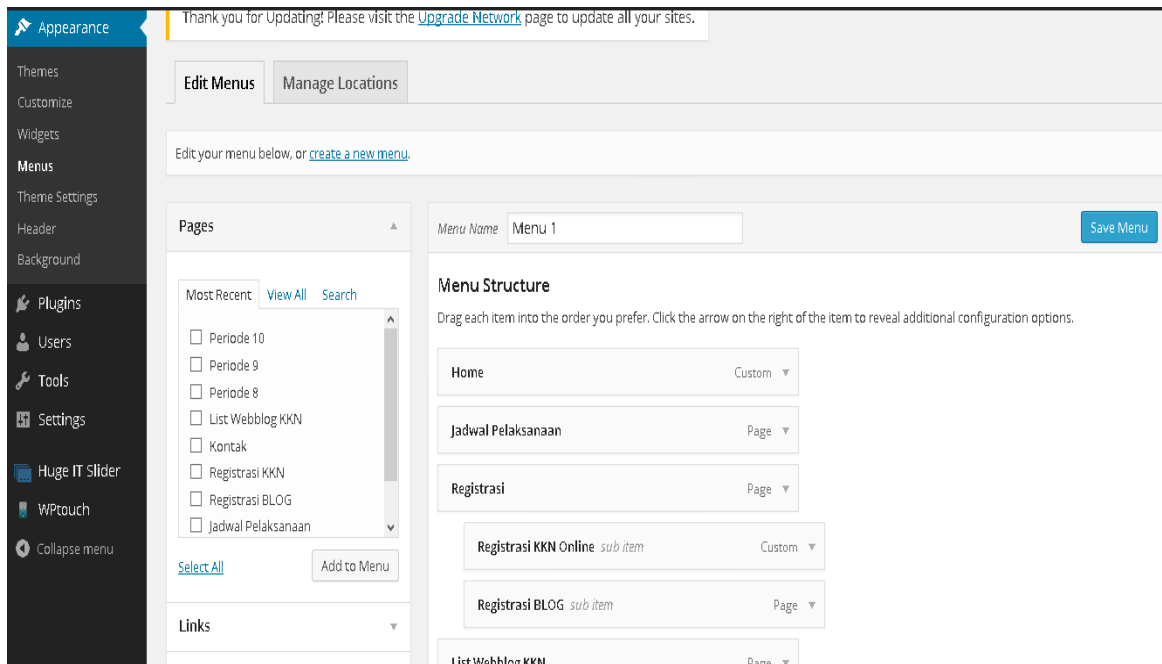 Thank you for Updating! Please visit the Upgrade Network page to update all your sites.
Appearance
Themes
Customize
Widgets
Menus
Theme Settings
Header
Background
Plugins
Users
Tools
Settings
Huge IT Slider
WPtouch
Collapse menu
Edit Menus Manage Locations
Edit your menu below, or create a new menu.
Pages
Most Recent View All Search
Periode 10
Periode 9
Periode 8
List Webblog KKN
Kontak
Registrasi KKN
Registrasi BLOG
Jadwal Pelaksanaan
Select All Add to Menu
Links
Menu Name Menu 1 Save Menu
Menu Structure
Drag each item into the order you prefer. Click the arrow on the right of the item to reveal additional configuration options.
Home Custom
Jadwal Pelaksanaan Page
Registrasi Page
Registrasi KKN Online sub item Custom
Registrasi BLOG sub item Page
List Webblog KKN Page